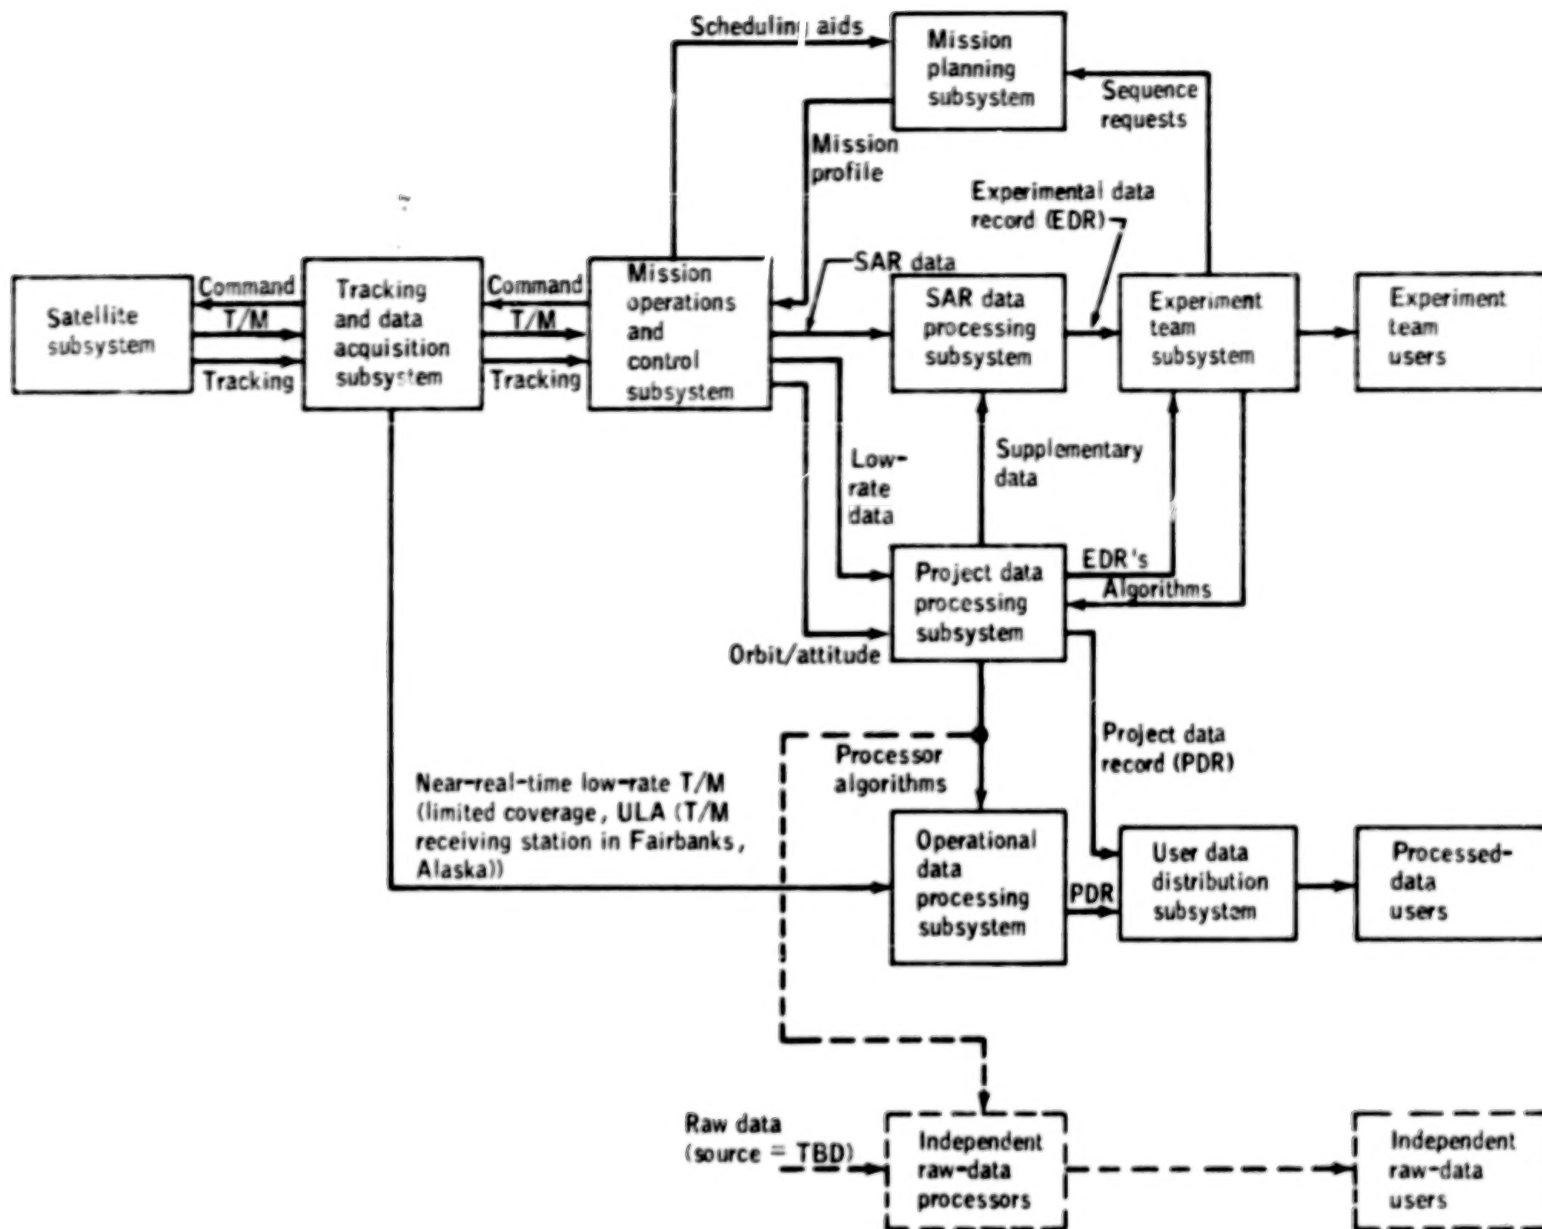 Scheduling aids
Mission
planning
subsystem
Sequence
requests
Mission
profile
Experimental data
record (EDR)
SAR data
Satellite
subsystem
Command
T/M
Tracking
Tracking
and data
acquisition
subsystem
Command
T/M
Tracking
Mission
operations
and
control
subsystem
SAR data
processing
subsystem
Experiment
team
subsystem
Experiment
team
users
Low-
rate
data
Supplementary
data
Orbit/attitude
Project data
processing
subsystem
EDR's
Algorithms
Processor
algorithms
Project data
record (PDR)
Near-real-time low-rate T/M
(limited coverage, ULA (T/M
receiving station in Fairbanks,
Alaska))
Operational
data
processing
subsystem
PDR
User data
distribution
subsystem
Processed-
data
users
Raw data
(source = TBD)
Independent
raw-data
processors
Independent
raw-data
users